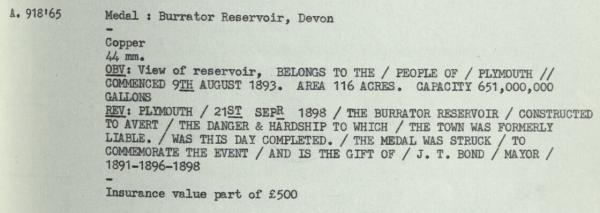 A. 918'65 Medal : Burrator Reservoir, Devon
-
Copper
44 mm.
OBV: View of reservoir, BELONGS TO THE / PEOPLE OF / PLYMOUTH //
COMMENCED 9TH AUGUST 1893. AREA 116 ACRES. CAPACITY 651,000,000
GALLONS
REV: PLYMOUTH / 21ST SEPR 1898 / THE BURRATOR RESERVOIR / CONSTRUCTED
TO AVERT / THE DANGER & HARDSHIP TO WHICH / THE TOWN WAS FORMERLY
LIABLE. / WAS THIS DAY COMPLETED. / THE MEDAL WAS STRUCK / TO
COMMEMORATE THE EVENT / AND IS THE GIFT OF / J. T. BOND / MAYOR /
1891-1896-1898
-
Insurance value part of £500